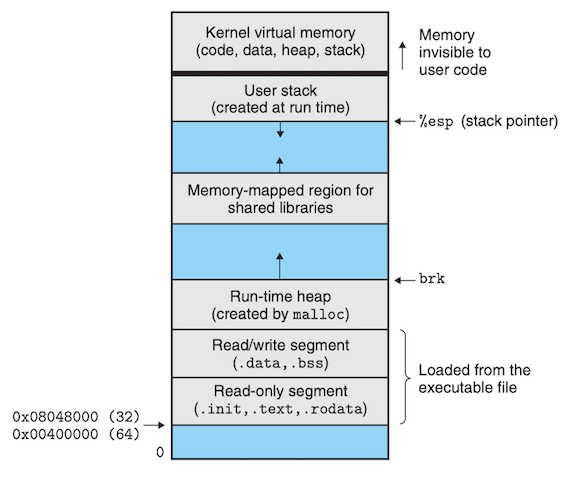 Kernel virtual memory
(code, data, heap, stack)
Memory
invisible to
user code
User stack
(created at run time)
%esp (stack pointer)
Memory-mapped region for
shared libraries
brk
Run-time heap
(created by malloc)
Read/write segment
(.data,.bss)
Loaded from the
executable file
Read-only segment
(.init,.text,.rodata)
0x08048000 (32)
0x00400000 (64)
0